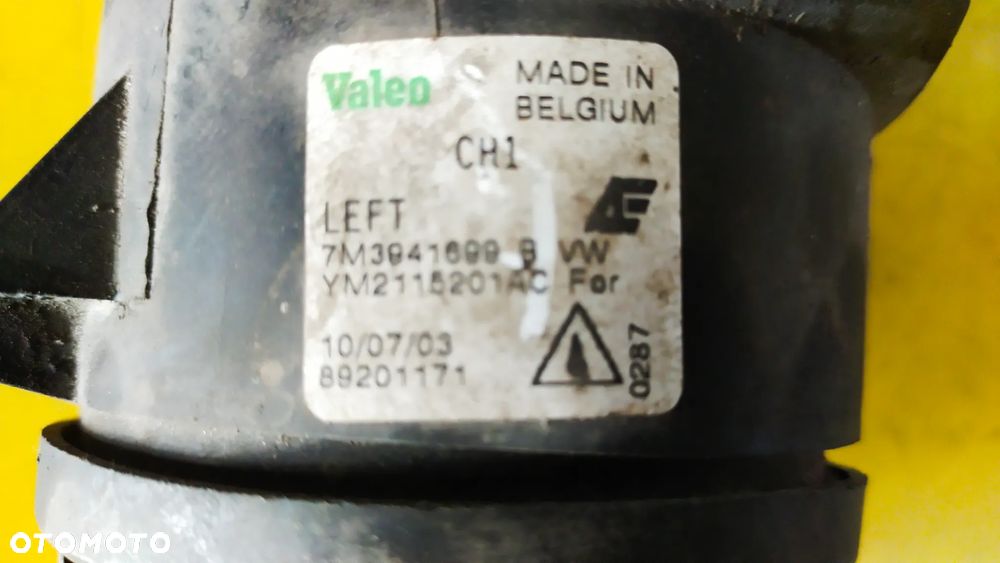 Valeo
MADE IN
BELGIUM
CH1
LEFT
7M3941699 B VW
YM2115201AC For
10/07/03
89201171
0287
OTOMOTO